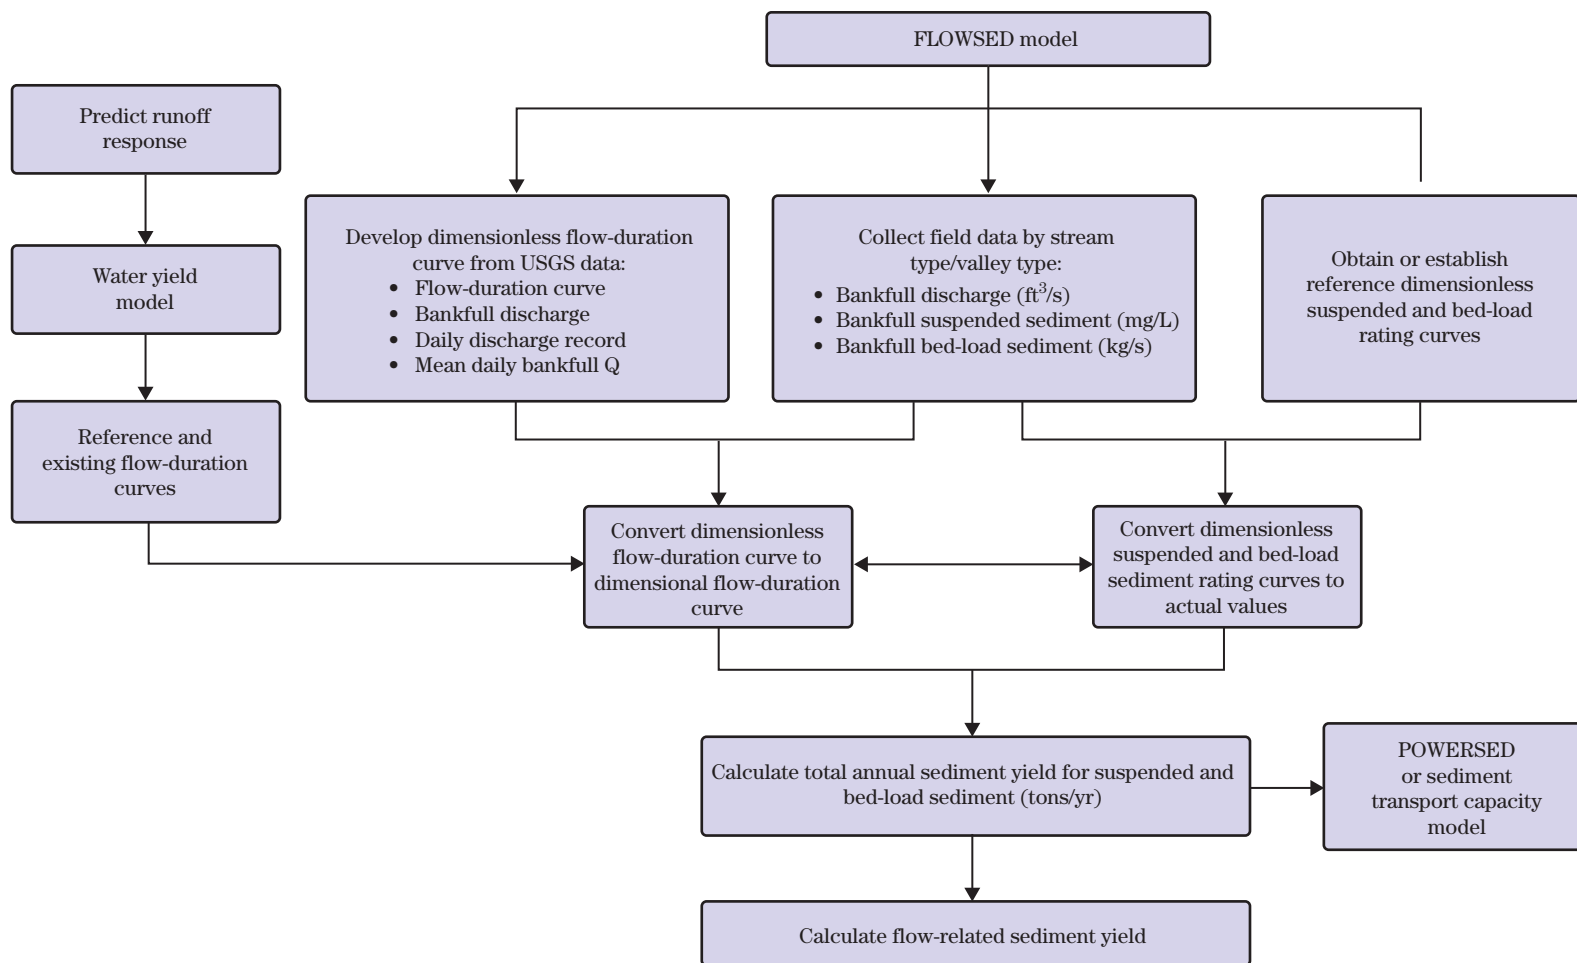 FLOWSED model
Predict runoff
response
Water yield
model
Reference and
existing flow-duration
curves
Develop dimensionless flow-duration
curve from USGS data:
• Flow-duration curve
• Bankfull discharge
• Daily discharge record
• Mean daily bankfull Q
Collect field data by stream
type/valley type:
• Bankfull discharge (ft³/s)
• Bankfull suspended sediment (mg/L)
• Bankfull bed-load sediment (kg/s)
Obtain or establish
reference dimensionless
suspended and bed-load
rating curves
Convert dimensionless
flow-duration curve to
dimensional flow-duration
curve
Convert dimensionless
suspended and bed-load
sediment rating curves to
actual values
Calculate total annual sediment yield for suspended and
bed-load sediment (tons/yr)
POWERSED
or sediment
transport capacity
model
Calculate flow-related sediment yield